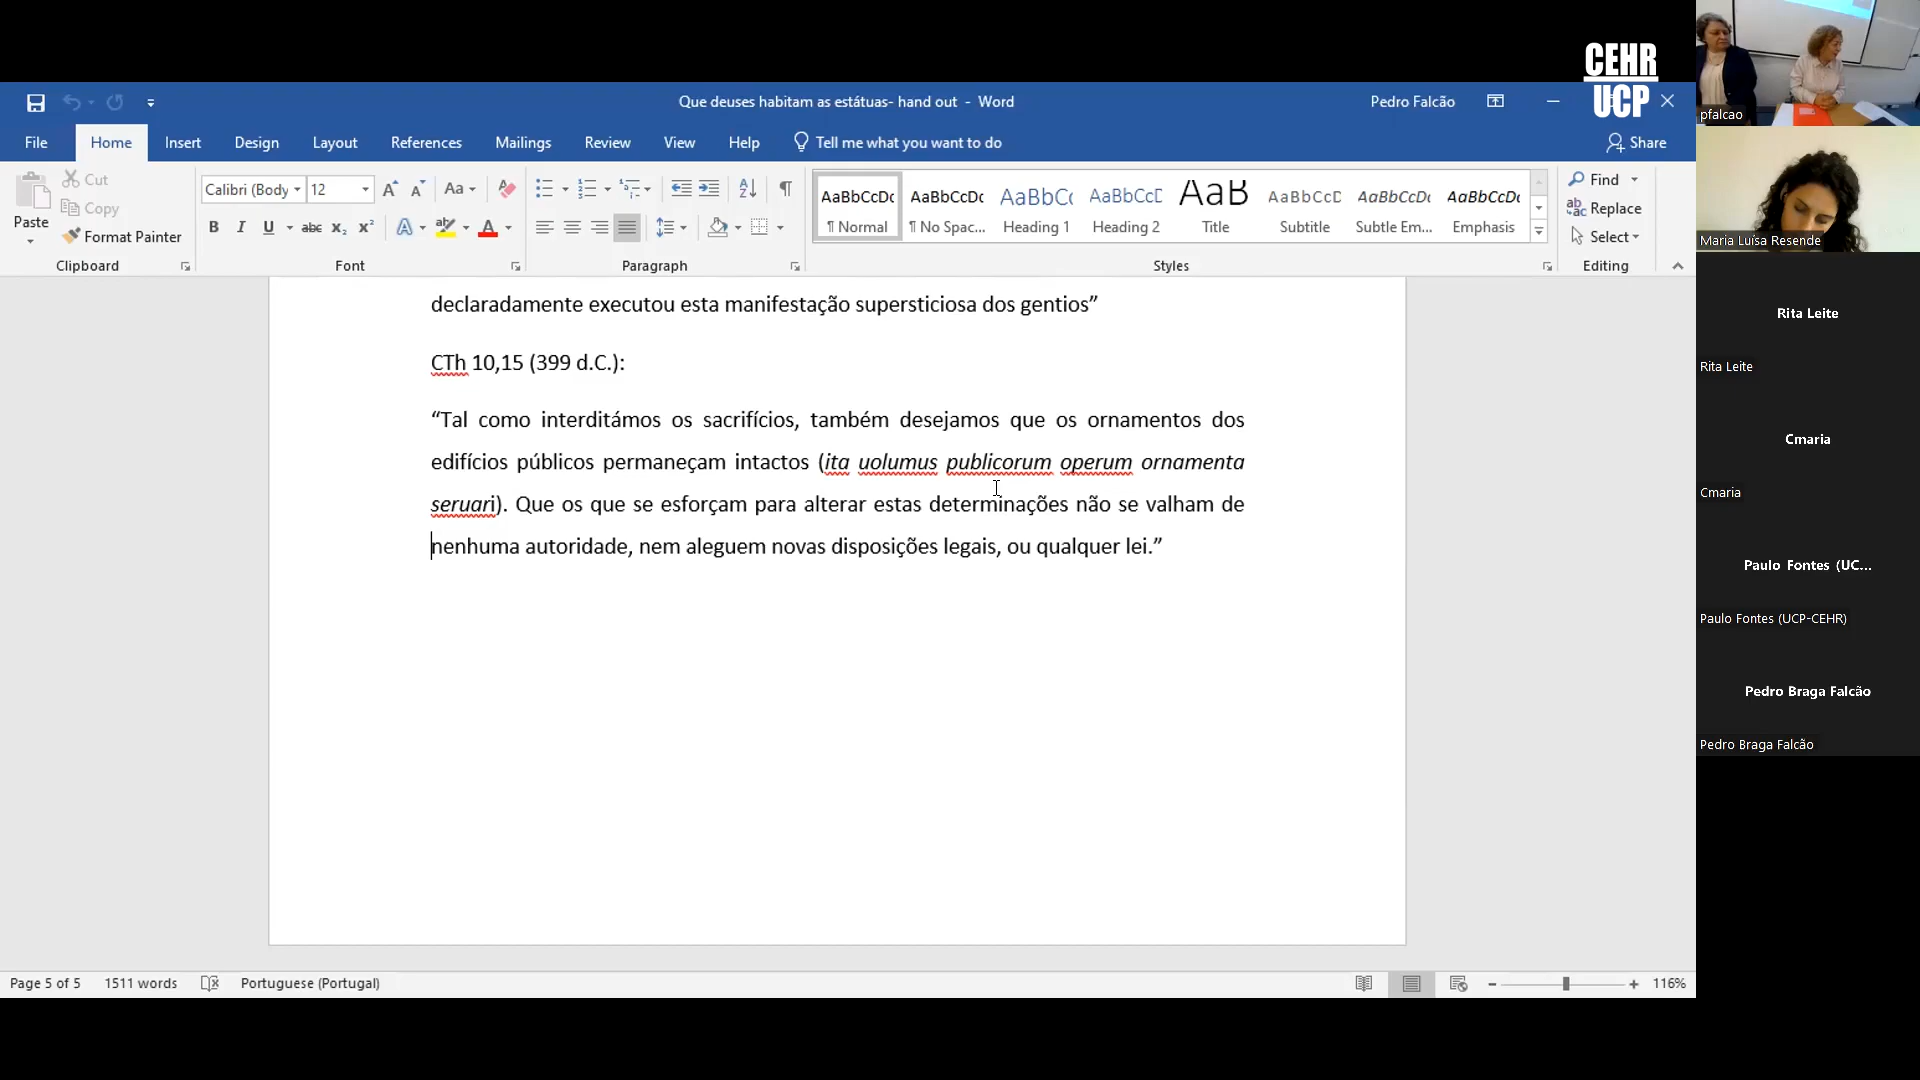 CEHR
UCP
Que deuses habitam as estátuas- hand out - Word
Pedro Falcão
File Home Insert Design Layout References Mailings Review View Help Tell me what you want to do Share
Paste Cut Copy Format Painter
Calibri (Body 12 Aa
B I U abc x₂ x² A ab A
AaBbCcDc AaBbCcDc AaBbCc AaBbCcD AaB AaBbCcD AaBbCcDc AaBbCcDc
¶ Normal ¶ No Spac... Heading 1 Heading 2 Title Subtitle Subtle Em... Emphasis
Find Replace Select
Clipboard Font Paragraph Styles Editing
declaradamente executou esta manifestação supersticiosa dos gentios”
CTh 10,15 (399 d.C.):
“Tal como interditámos os sacrifícios, também desejamos que os ornamentos dos
edifícios públicos permaneçam intactos (ita uolumus publicorum operum ornamenta
seruari). Que os que se esforçam para alterar estas determinações não se valham de
nenhuma autoridade, nem aleguem novas disposições legais, ou qualquer lei.”
Page 5 of 5 1511 words Portuguese (Portugal) 116%
pfalcao
Maria Luísa Resende
Rita Leite
Rita Leite
Cmaria
Cmaria
Paulo Fontes (UC...
Paulo Fontes (UCP-CEHR)
Pedro Braga Falcão
Pedro Braga Falcão